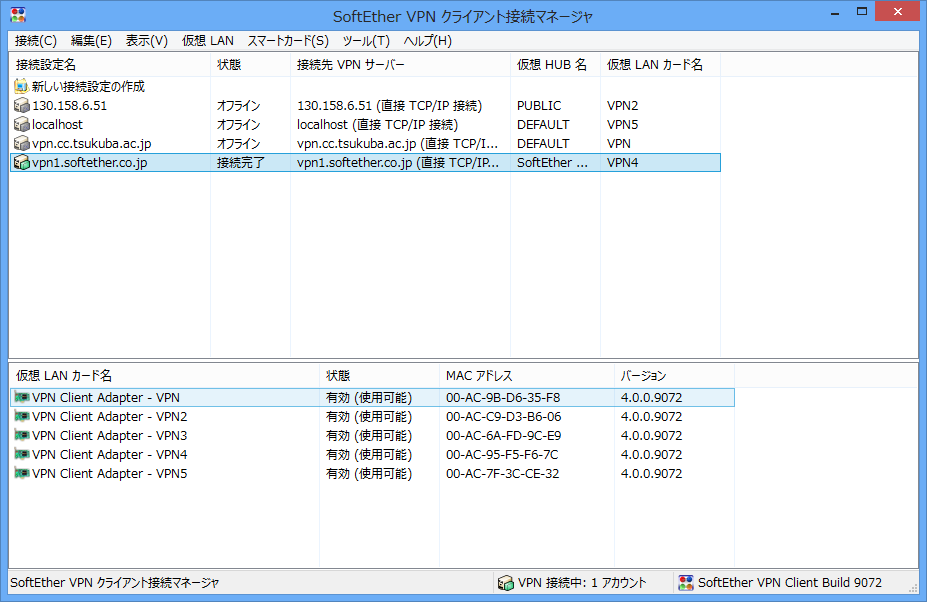 SoftEther VPN クライアント接続マネージャ
接続(C) 編集(E) 表示(V) 仮想 LAN スマートカード(S) ツール(T) ヘルプ(H)
接続設定名 状態 接続先 VPN サーバー 仮想 HUB 名 仮想 LAN カード名
新しい接続設定の作成
130.158.6.51 オフライン 130.158.6.51 (直接 TCP/IP 接続) PUBLIC VPN2
localhost オフライン localhost (直接 TCP/IP 接続) DEFAULT VPN5
vpn.cc.tsukuba.ac.jp オフライン vpn.cc.tsukuba.ac.jp (直接 TCP/I... DEFAULT VPN
vpn1.softether.co.jp 接続完了 vpn1.softether.co.jp (直接 TCP/IP... SoftEther ... VPN4
仮想 LAN カード名 状態 MAC アドレス バージョン
VPN Client Adapter - VPN 有効 (使用可能) 00-AC-9B-D6-35-F8 4.0.0.9072
VPN Client Adapter - VPN2 有効 (使用可能) 00-AC-C9-D3-B6-06 4.0.0.9072
VPN Client Adapter - VPN3 有効 (使用可能) 00-AC-6A-FD-9C-E9 4.0.0.9072
VPN Client Adapter - VPN4 有効 (使用可能) 00-AC-95-F5-F6-7C 4.0.0.9072
VPN Client Adapter - VPN5 有効 (使用可能) 00-AC-7F-3C-CE-32 4.0.0.9072
SoftEther VPN クライアント接続マネージャ VPN 接続中: 1 アカウント SoftEther VPN Client Build 9072